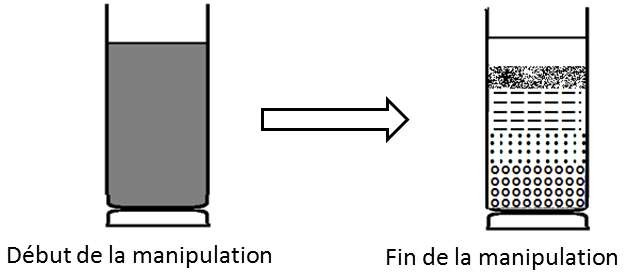 Début de la manipulation
Fin de la manipulation